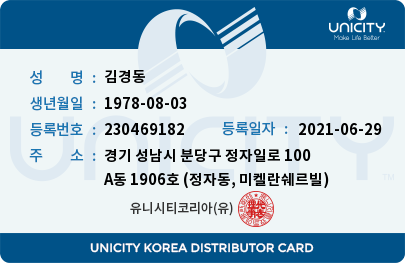 UNICITY
Make Life Better
UNICITY
성 명 : 김경동
생년월일 : 1978-08-03
등록번호 : 230469182 등록일자 : 2021-06-29
주 소 : 경기 성남시 분당구 정자일로 100
A동 1906호 (정자동, 미켈란쉐르빌)
유니시티코리아(유)
UNICITY KOREA DISTRIBUTOR CARD